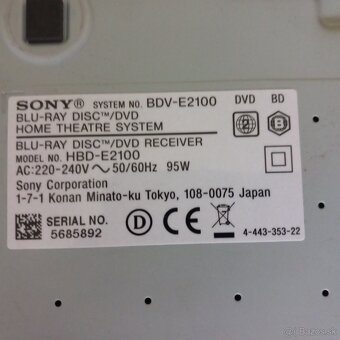 SONY® SYSTEM NO. BDV-E2100 DVD BD
BLU-RAY DISC™/DVD
HOME THEATRE SYSTEM
2 B
BLU-RAY DISC™/DVD RECEIVER
MODEL NO. HBD-E2100
AC:220-240V ~ 50/60Hz 95W
Sony Corporation
1-7-1 Konan Minato-ku Tokyo, 108-0075 Japan
SERIAL NO.
5685892
D CE
4-443-353-22